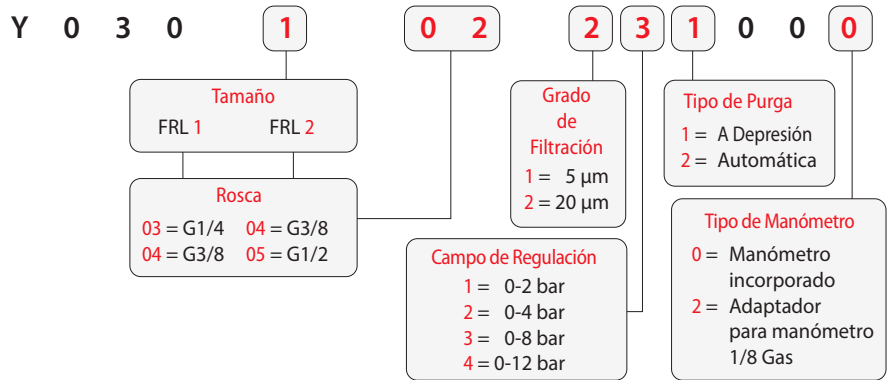 Y 0 3 0 1 0 2 2 3 1 0 0 0
Tamaño
FRL 1 FRL 2
Rosca
03 = G1/4 04 = G3/8
04 = G3/8 05 = G1/2
Grado
de
Filtración
1 = 5 µm
2 = 20 µm
Campo de Regulación
1 = 0-2 bar
2 = 0-4 bar
3 = 0-8 bar
4 = 0-12 bar
Tipo de Purga
1 = A Depresión
2 = Automática
Tipo de Manómetro
0 = Manómetro
incorporado
2 = Adaptador
para manómetro
1/8 Gas